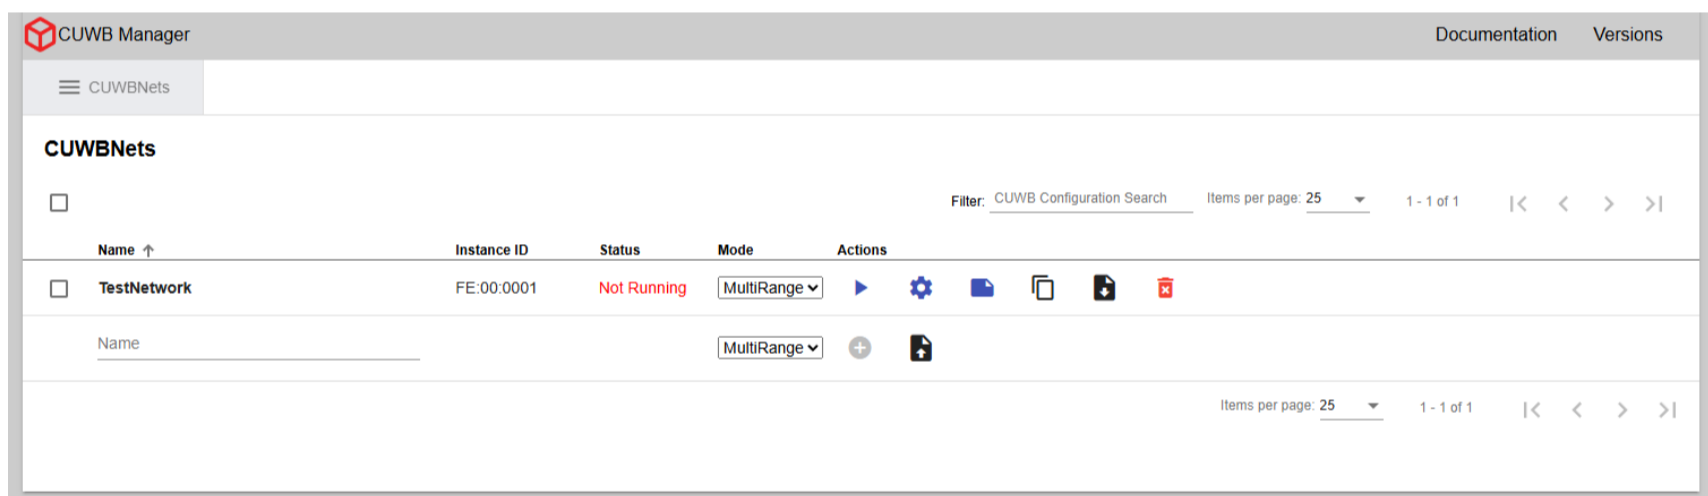 CUWB Manager Documentation Versions
CUWBNets
CUWBNets
Filter: CUWB Configuration Search Items per page: 25 1 - 1 of 1
Name Instance ID Status Mode Actions
TestNetwork FE:00:0001 Not Running MultiRange
Name MultiRange
Items per page: 25 1 - 1 of 1